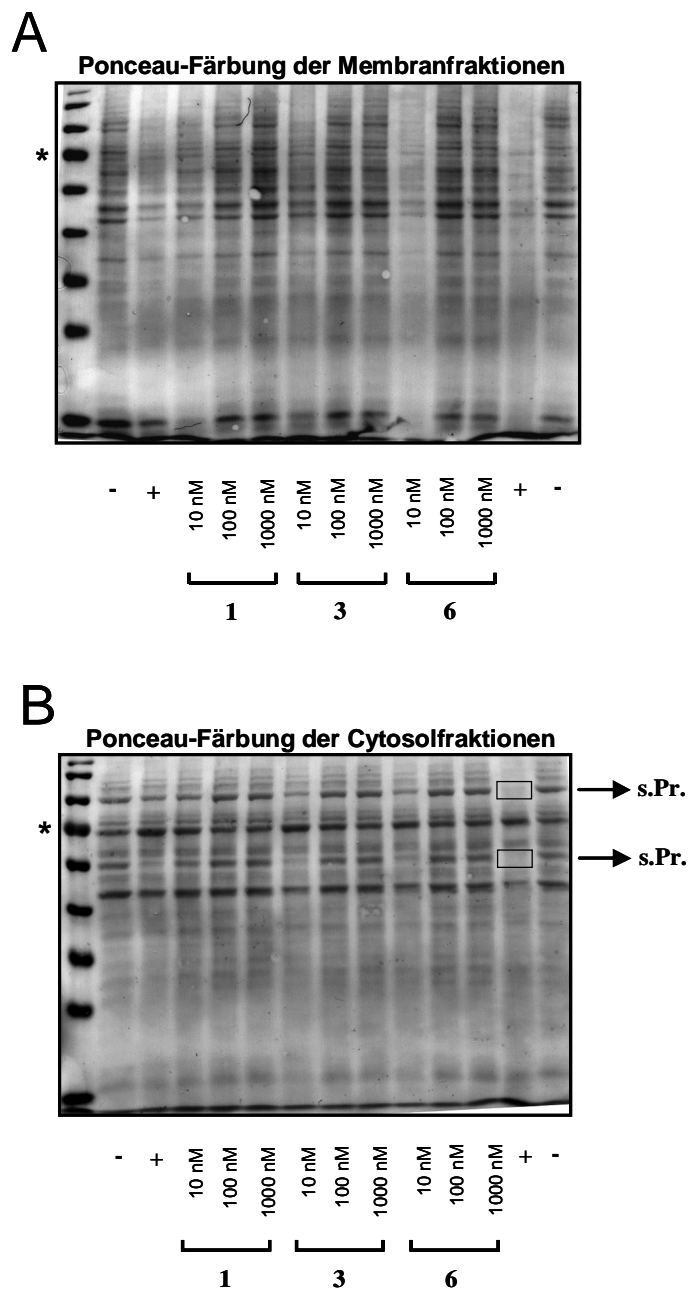 A
Ponceau-Färbung der Membranfraktionen
*
- + 10 nM 100 nM 1000 nM 10 nM 100 nM 1000 nM 10 nM 100 nM 1000 nM + -
1 3 6
B
Ponceau-Färbung der Cytosolfraktionen
s.Pr.
*
s.Pr.
- + 10 nM 100 nM 1000 nM 10 nM 100 nM 1000 nM 10 nM 100 nM 1000 nM + -
1 3 6